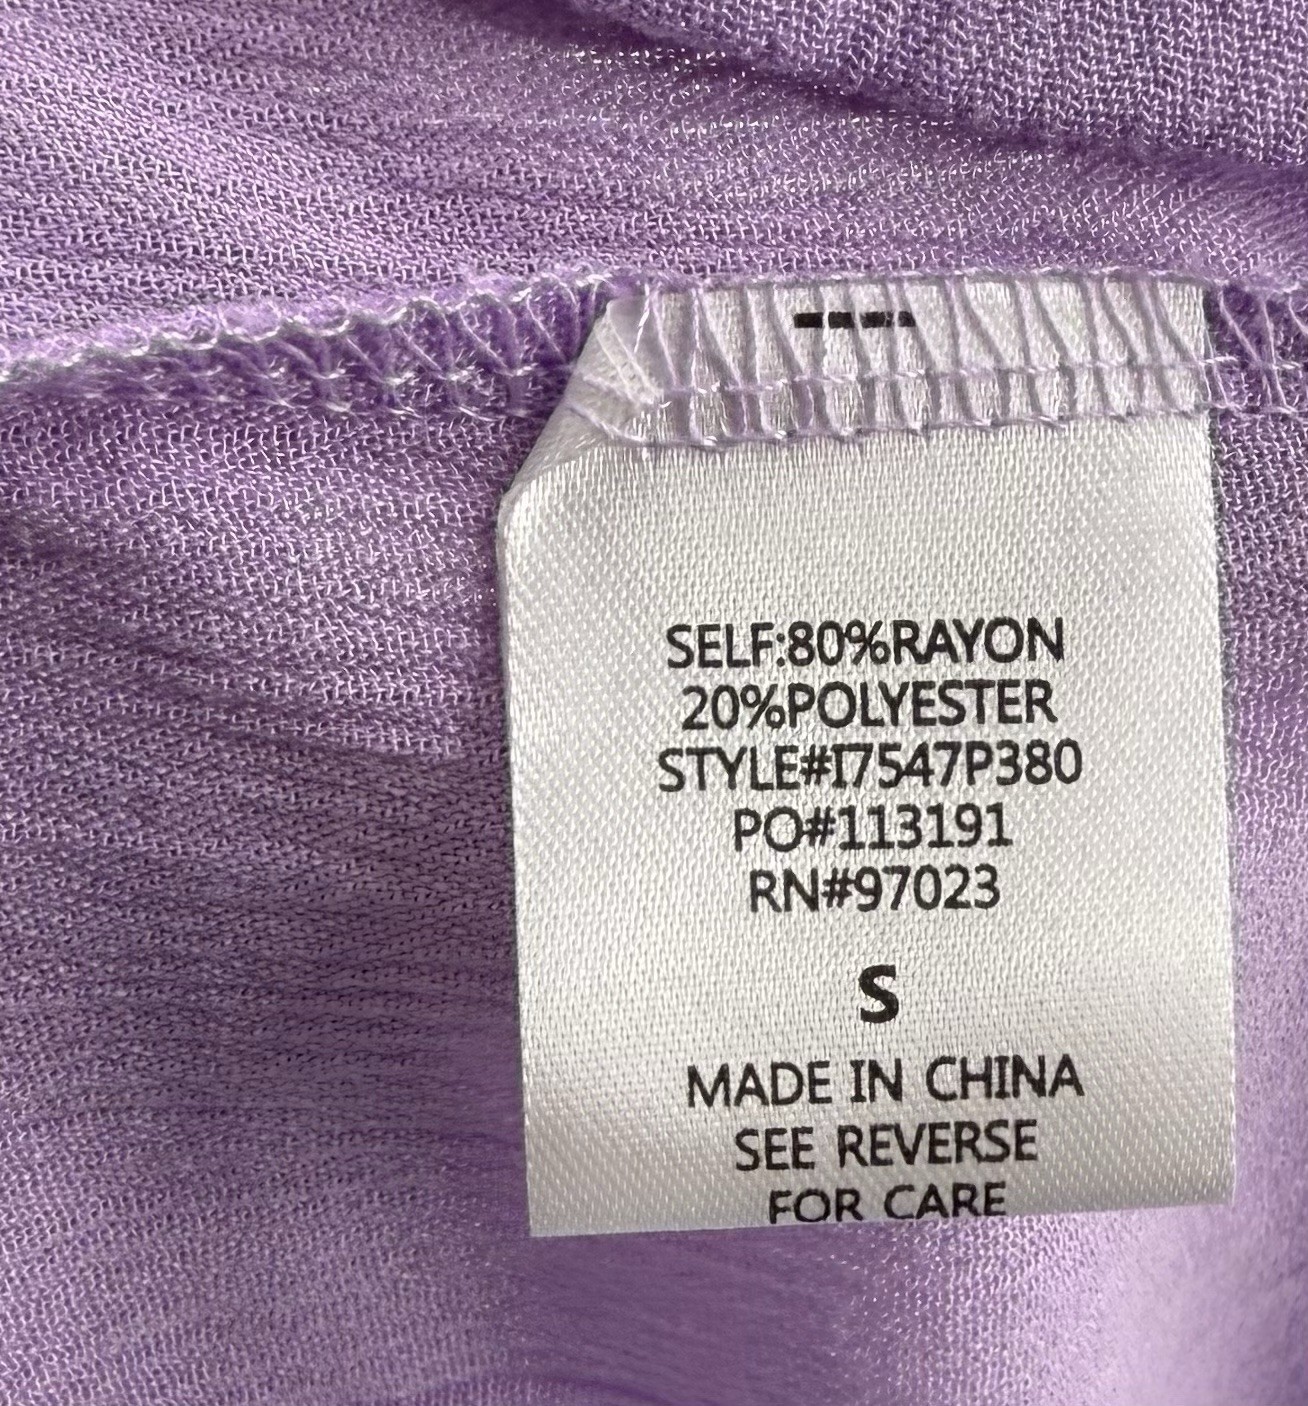 SELF:80%RAYON
20%POLYESTER
STYLE#I7547P380
PO#113191
RN#97023
S
MADE IN CHINA
SEE REVERSE
FOR CARE